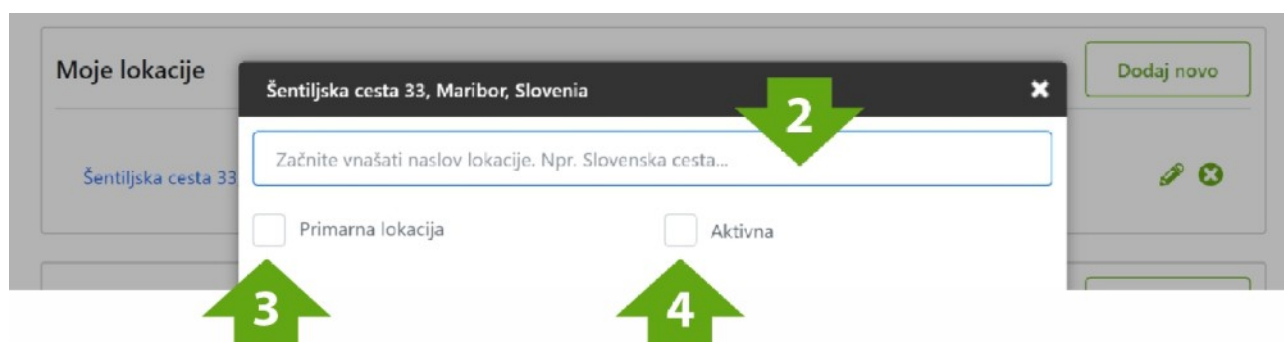 Moje lokacije
Dodaj novo
Šentiljska cesta 33, Maribor, Slovenia
2
Začnite vnašati naslov lokacije. Npr. Slovenska cesta...
Šentiljska cesta 33
Primarna lokacija
Aktivna
3
4